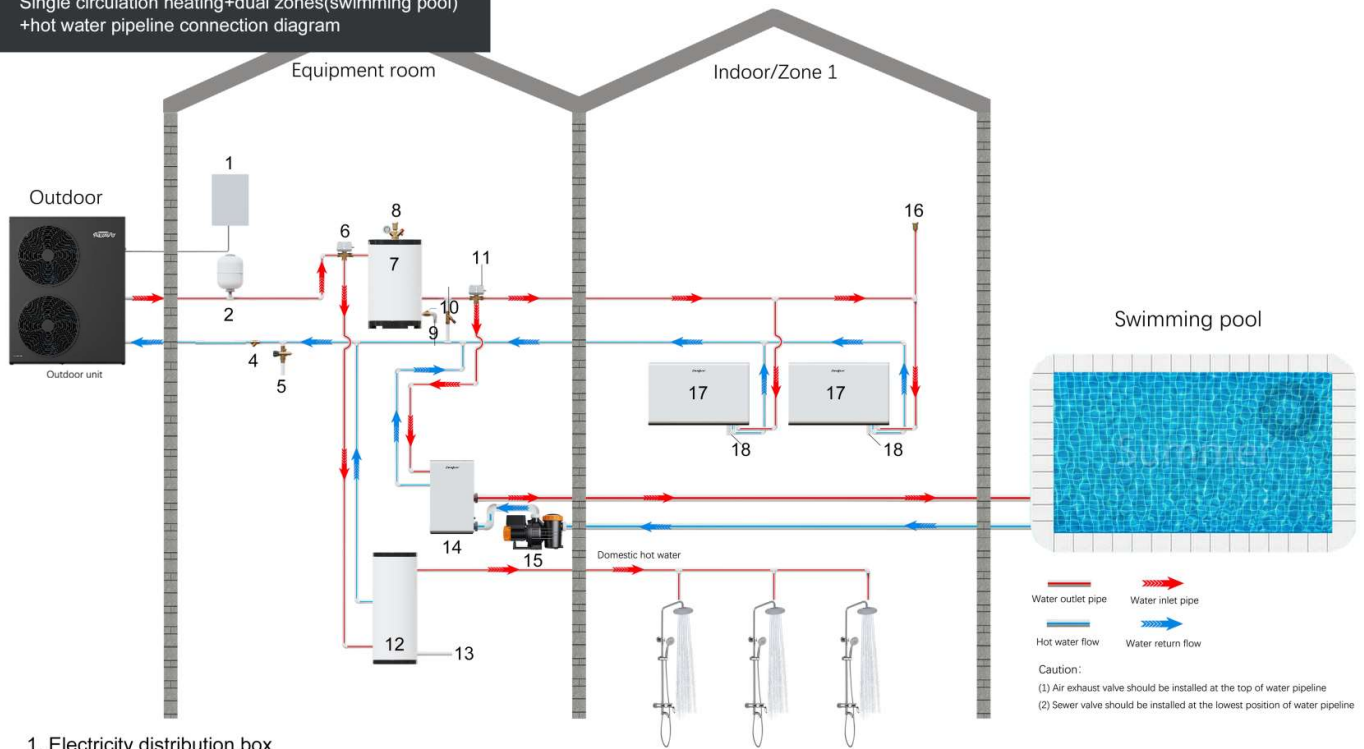 Single circulation heating+dual zones(swimming pool)
+hot water pipeline connection diagram
Equipment room
Indoor/Zone 1
1
Outdoor
8
16
6
7
11
10
2
9
Swimming pool
4
Outdoor unit
5
17
17
18
18
Summer
14
15
Domestic hot water
Water outlet pipe
Water inlet pipe
12
13
Hot water flow
Water return flow
Caution:
(1) Air exhaust valve should be installed at the top of water pipeline
(2) Sewer valve should be installed at the lowest position of water pipeline
1. Electricity distribution box